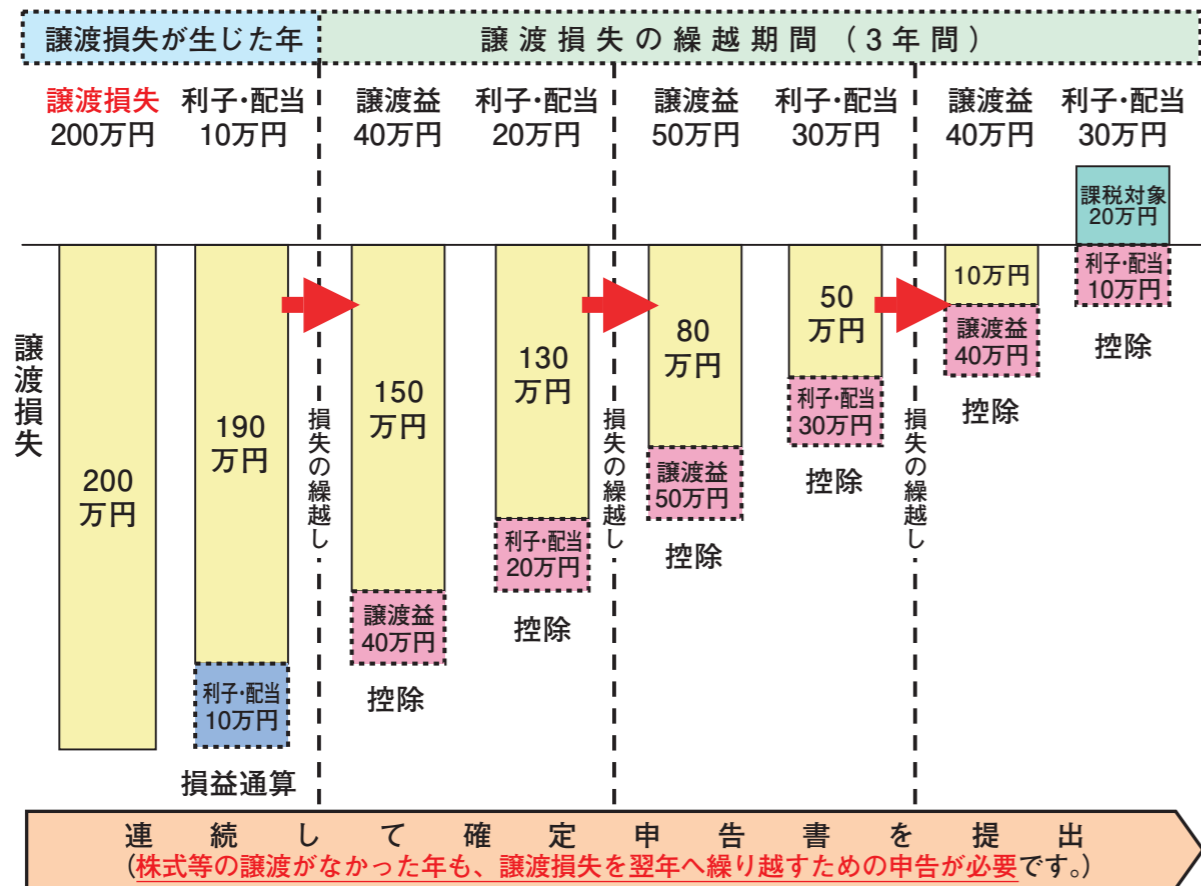 譲渡損失が生じた年
譲渡損失の繰越期間（3年間）
譲渡損失
200万円
利子・配当
10万円
譲渡益
40万円
利子・配当
20万円
譲渡益
50万円
利子・配当
30万円
譲渡益
40万円
利子・配当
30万円
譲渡損失
200
万円
190
万円
利子・配当
10万円
損益通算
損失の繰越し
150
万円
譲渡益
40万円
控除
130
万円
利子・配当
20万円
控除
損失の繰越し
80
万円
譲渡益
50万円
控除
50
万円
利子・配当
30万円
控除
損失の繰越し
10万円
譲渡益
40万円
控除
課税対象
20万円
利子・配当
10万円
控除
連続して確定申告書を提出
(株式等の譲渡がなかった年も、譲渡損失を翌年へ繰り越すための申告が必要です。)